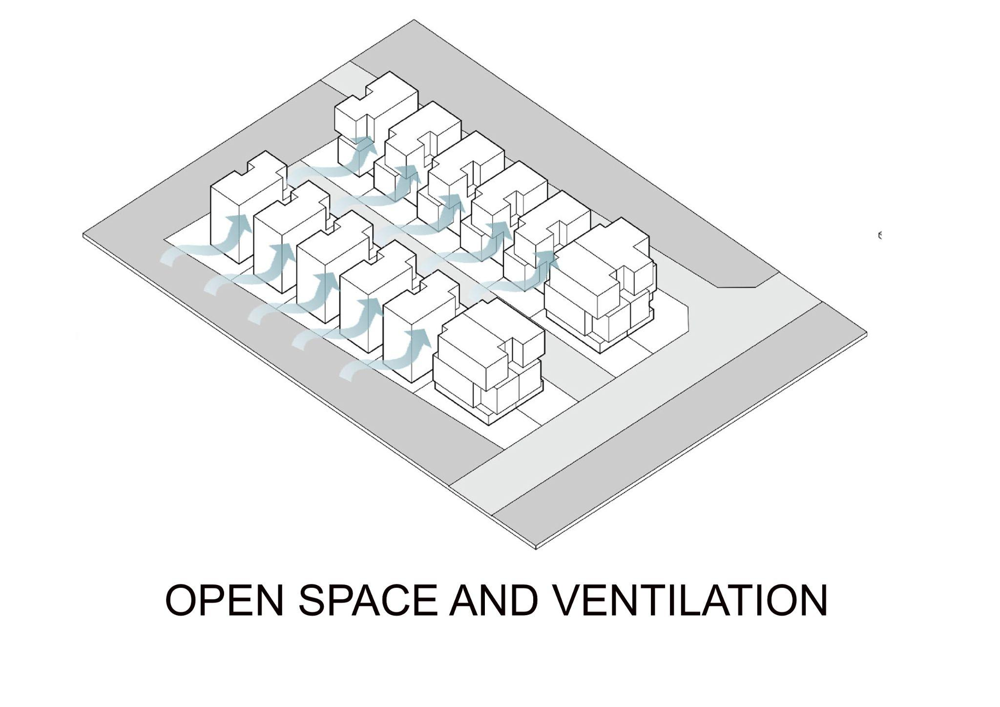 OPEN SPACE AND VENTILATION